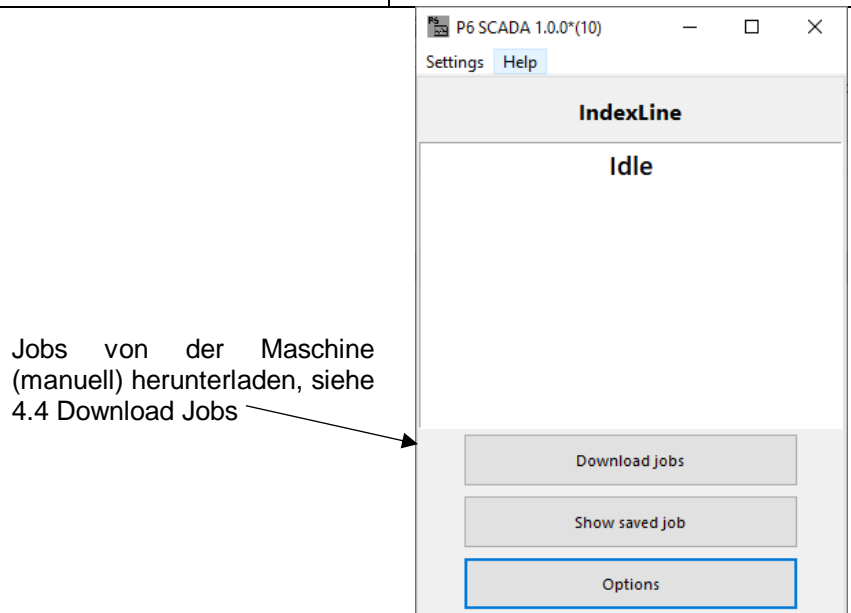 P6 SCADA 1.0.0*(10)
Settings Help
IndexLine
Idle
Jobs von der Maschine
(manuell) herunterladen, siehe
4.4 Download Jobs
Download jobs
Show saved job
Options